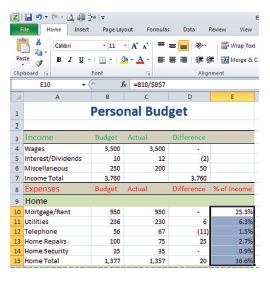 File Home Insert Page Layout Formulas Data Review View
Calibri 11 A A Wrap Text
Paste B I U A Merge & C
Clipboard Font Alignment
E10 fx =B10/$B$7
A B C D E
1 Personal Budget
2
3 Income Budget Actual Difference
4 Wages 3,500 3,500 -
5 Interest/Dividends 10 12 (2)
6 Miscellaneous 250 200 50
7 Income Total 3,760 3,760
8 Expenses Budget Actual Difference % of Income
9 Home
10 Mortgage/Rent 950 950 - 25.3%
11 Utilities 236 230 6 6.3%
12 Telephone 56 67 (11) 1.5%
13 Home Repairs 100 75 25 2.7%
14 Home Security 35 35 - 0.9%
15 Home Total 1,377 1,357 20 36.6%